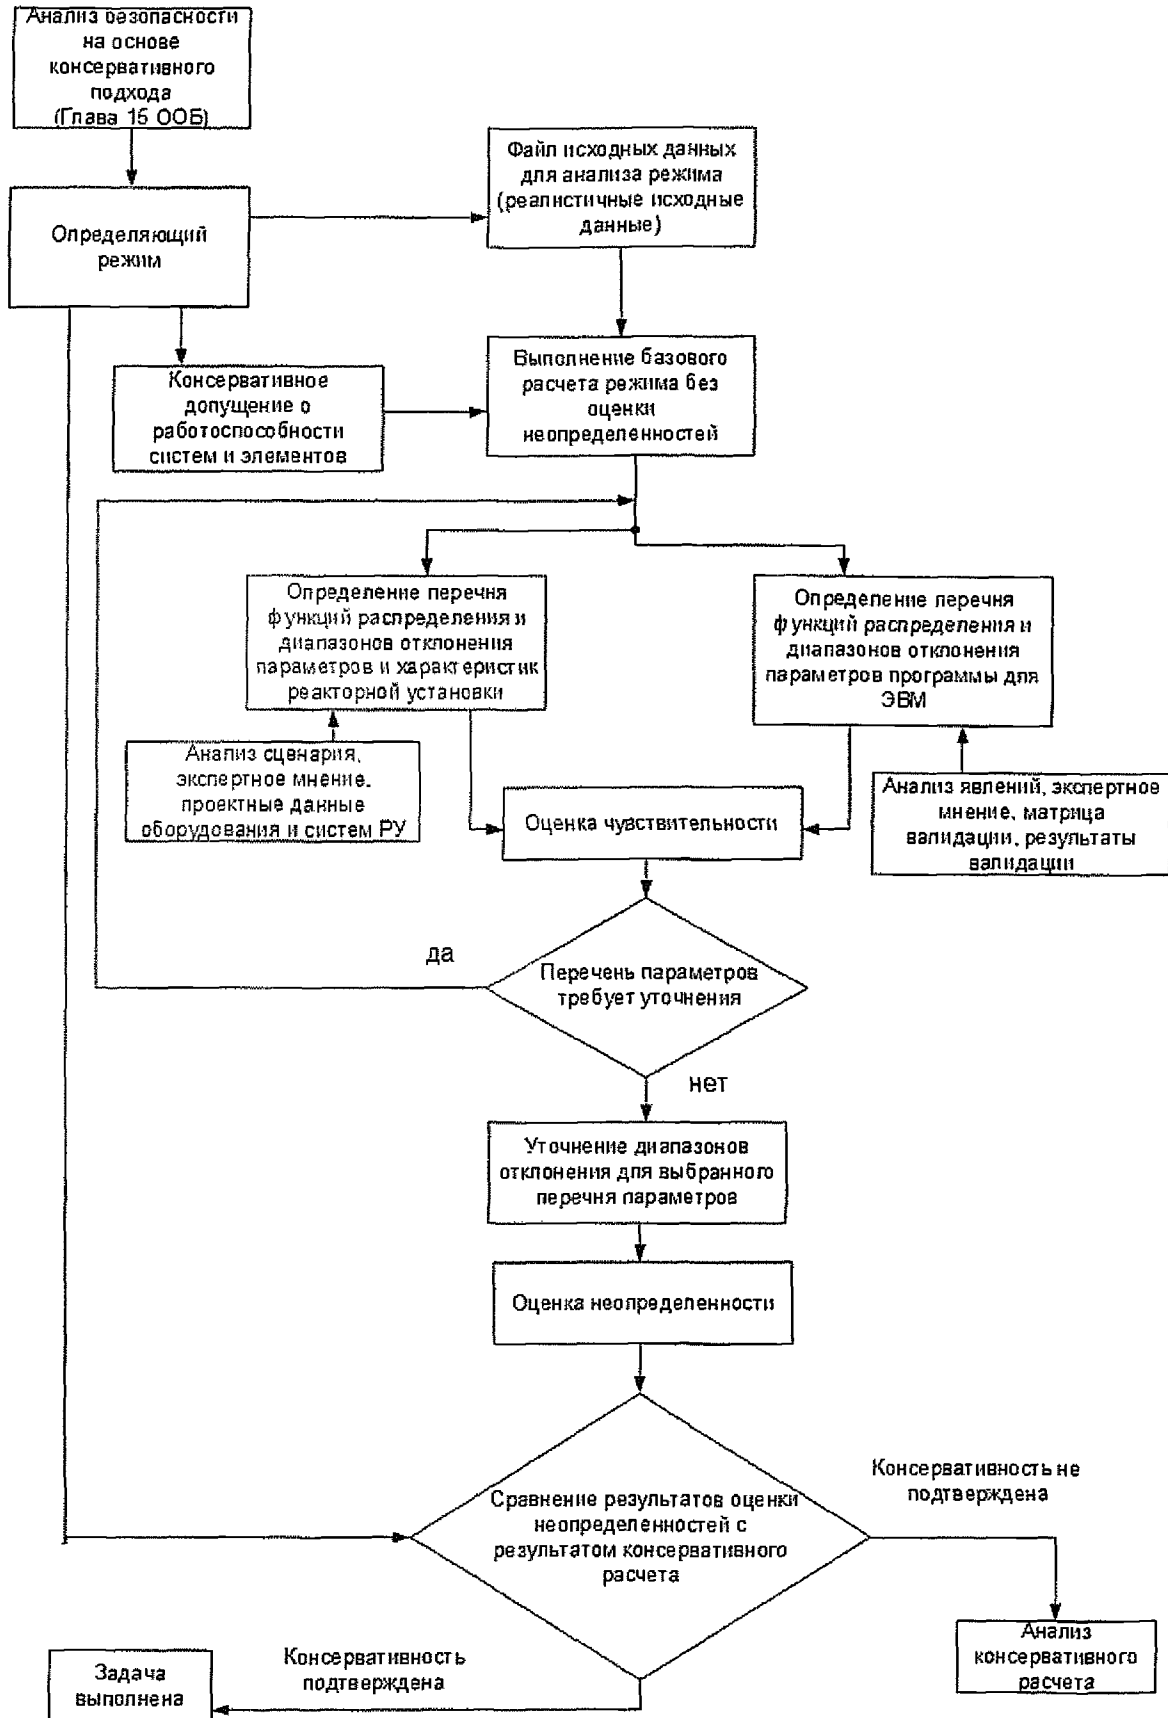 Анализ безопасности
на основе
консервативного
подхода
(Глава 15 ООБ)
Файл исходных данных
для анализа режима
(реалистичные исходные
данные)
Определяющий
режим
Выполнение базового
расчета режима без
оценки
неопределенностей
Консервативное
допущение о
работоспособности
систем и элементов
Определение перечня
функций распределения и
диапазонов отклонения
параметров и характеристик
реакторной установки
Определение перечня
функций распределения и
диапазонов отклонения
параметров программы для
ЭВМ
Анализ сценария,
экспертное мнение,
проектные данные
оборудования и систем РУ
Оценка чувствительности
Анализ явлений, экспертное
мнение, матрица
валидации, результаты
валидации
да
Перечень параметров
требует уточнения
нет
Уточнение диапазонов
отклонения для выбранного
перечня параметров
Оценка неопределенности
Консервативность не
подтверждена
Сравнение результатов оценки
неопределенностей с
результатом консервативного
расчета
Анализ
консервативного
расчета
Консервативность
подтверждена
Задача
выполнена